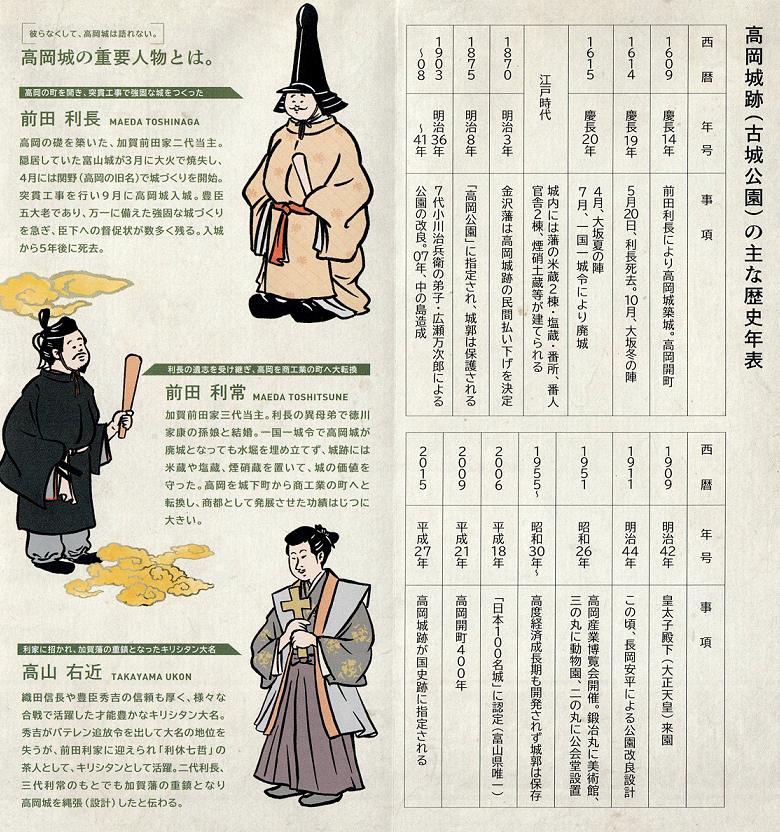 彼らなくして、高岡城は語れない。
高岡城の重要人物とは。
高岡の町を開き、突貫工事で強固な城をつくった
前田 利長 MAEDA TOSHINAGA
高岡の礎を築いた、加賀前田家二代当主。
隠居していた富山城が3月に大火で焼失し、
4月には関野(高岡の旧名)で城づくりを開始。
突貫工事を行い9月に高岡城入城。豊臣
五大老であり、万一に備えた強固な城づくり
を急ぎ、臣下への督促状が数多く残る。入城
から5年後に死去。
利長の遺志を受け継ぎ、高岡を商工業の町へ大転換
前田 利常 MAEDA TOSHITSUNE
加賀前田家三代当主。利長の異母弟で徳川
家康の孫娘と結婚。一国一城令で高岡城が
廃城となっても水堀を埋め立てず、城跡には
米蔵や塩蔵、煙硝蔵を置いて、城の価値を
守った。高岡を城下町から商工業の町へと
転換し、商都として発展させた功績はじつに
大きい。
利家に招かれ、加賀藩の重鎮となったキリシタン大名
高山 右近 TAKAYAMA UKON
織田信長や豊臣秀吉の信頼も厚く、様々な
合戦で活躍した才能豊かなキリシタン大名。
秀吉がバテレン追放令を出して大名の地位を
失うが、前田利家に迎えられ「利休七哲」の
茶人として、キリシタンとして活躍。二代利長、
三代利常のもとでも加賀藩の重鎮となり
高岡城を縄張(設計)したと伝わる。
高岡城跡(古城公園)の主な歴史年表
西暦 年号 事項
1609 慶長14年 前田利長により高岡城築城。高岡開町
1614 慶長19年 5月20日、利長死去。10月、大坂冬の陣
1615 慶長20年 4月、大坂夏の陣
7月、一国一城令により廃城
江戸時代 城内には藩の米蔵2棟・塩蔵・番所、番人
官舎2棟、煙硝土蔵等が建てられる
1870 明治3年 金沢藩は高岡城跡の民間払い下げを決定
1875 明治8年 「高岡公園」に指定され、城郭は保護される
1903~08 明治36年~41年 7代小川治兵衛の弟子・広瀬万次郎による
公園の改良。07年、中の島造成
西暦 年号 事項
1909 明治42年 皇太子殿下(大正天皇)来園
1911 明治44年 この頃、長岡安平による公園改良設計
1951 昭和26年 高岡産業博覧会開催。鍛冶丸に美術館、
三の丸に動物園、二の丸に公会堂設置
1955~ 昭和30年~ 高度経済成長期も開発されず城郭は保存
2006 平成18年 「日本100名城」に認定(富山県唯一)
2009 平成21年 高岡開町400年
2015 平成27年 高岡城跡が国史跡に指定される